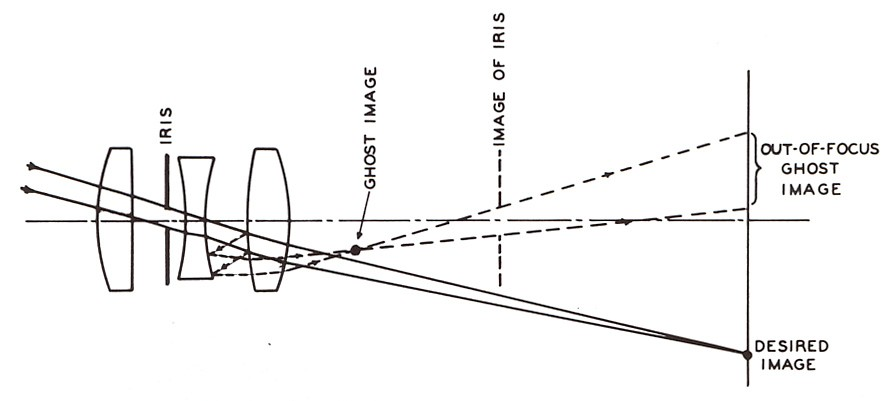 IRIS
GHOST IMAGE
IMAGE OF IRIS
OUT-OF-FOCUS
GHOST
IMAGE
DESIRED
IMAGE